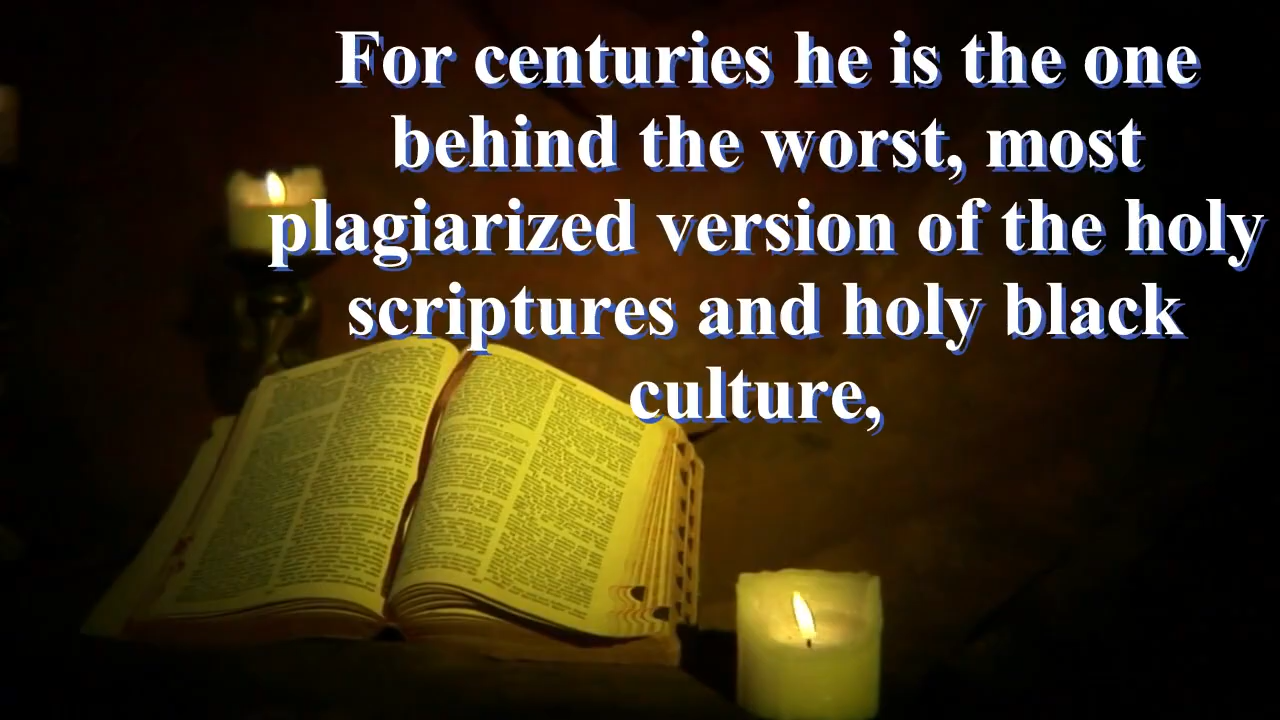 For centuries he is the one
behind the worst, most
plagiarized version of the holy
scriptures and holy black
culture,